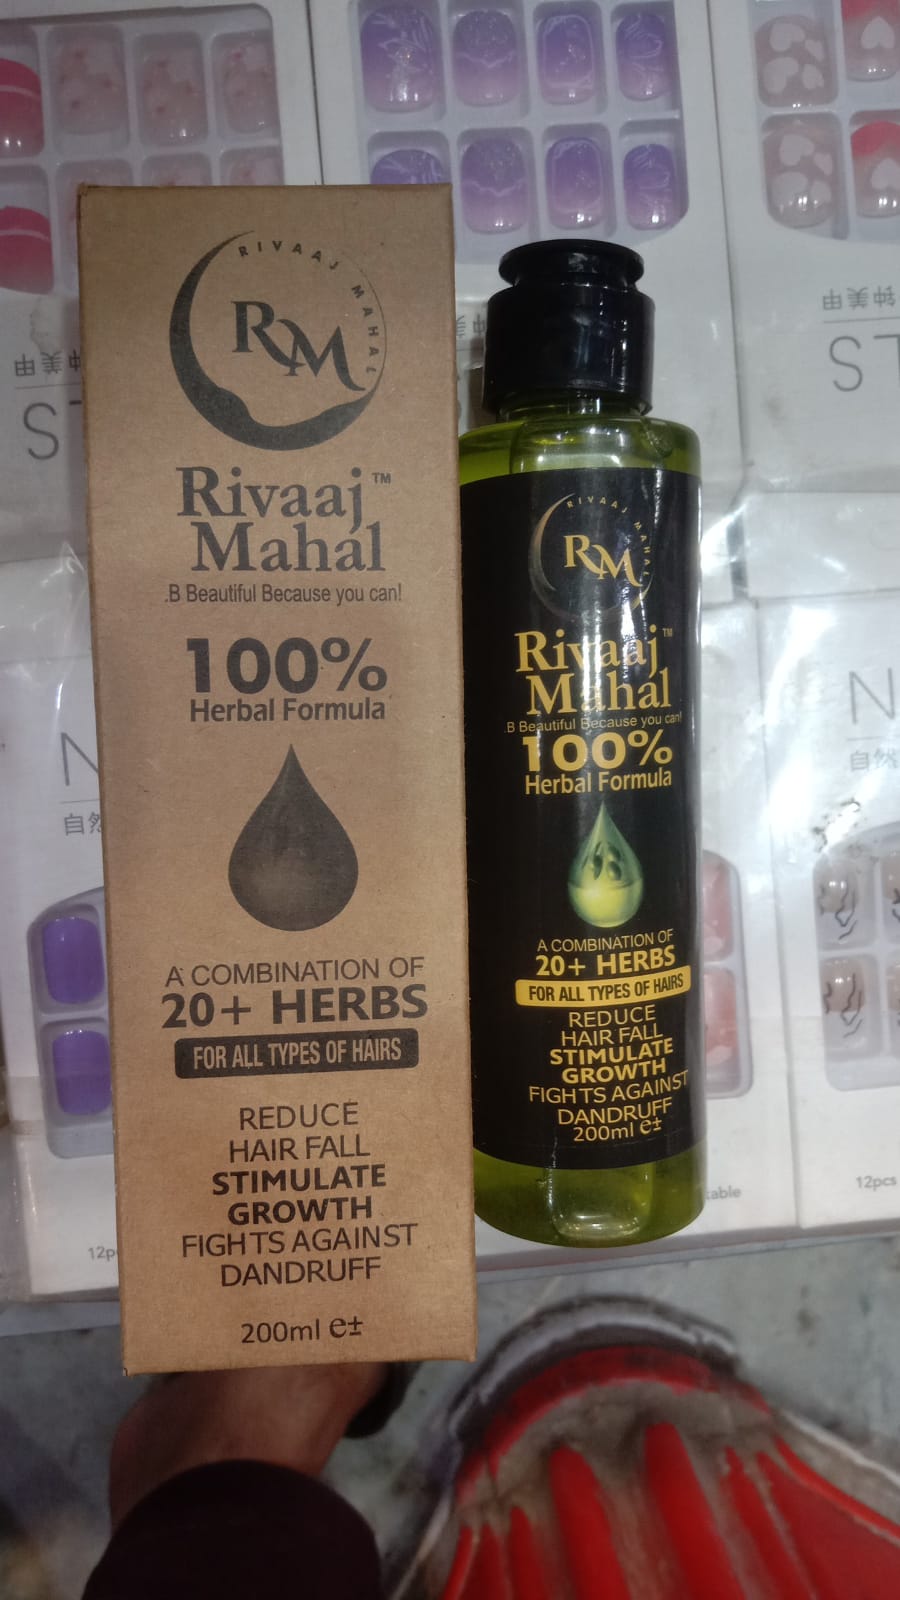 RIVAAJ MAHAL
RM
Rivaaj™
Mahal
.B Beautiful Because you can!
100%
Herbal Formula
A COMBINATION OF
20+ HERBS
FOR ALL TYPES OF HAIRS
REDUCE
HAIR FALL
STIMULATE
GROWTH
FIGHTS AGAINST
DANDRUFF
200ml e±
RIVAAJ MAHAL
RM
Rivaaj™
Mahal
.B Beautiful Because you can!
100%
Herbal Formula
A COMBINATION OF
20+ HERBS
FOR ALL TYPES OF HAIRS
REDUCE
HAIR FALL
STIMULATE
GROWTH
FIGHTS AGAINST
DANDRUFF
200ml e±
12pcs